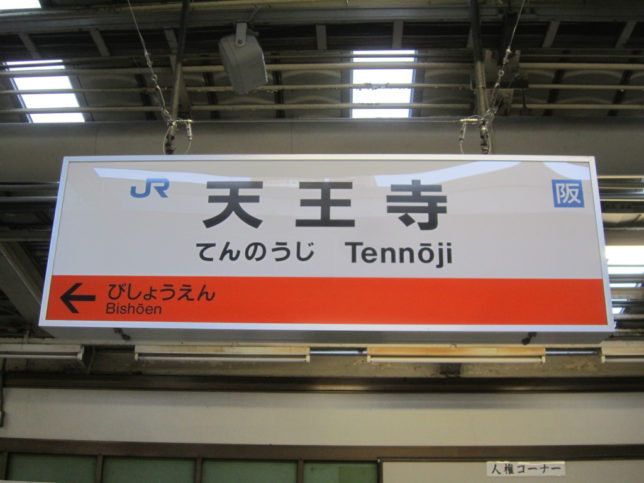 JR 天王寺 阪
てんのうじ Tennōji
びしょうえん
Bishōen
人権コーナー